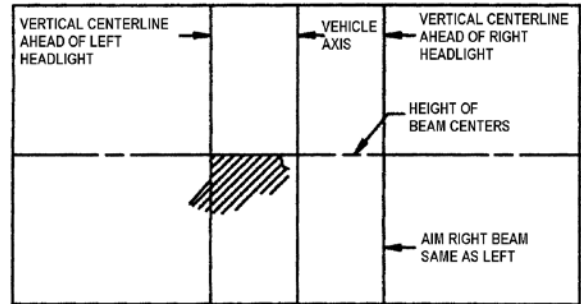 VERTICAL CENTERLINE
AHEAD OF LEFT
HEADLIGHT
VEHICLE
AXIS
VERTICAL CENTERLINE
AHEAD OF RIGHT
HEADLIGHT
HEIGHT OF
BEAM CENTERS
AIM RIGHT BEAM
SAME AS LEFT